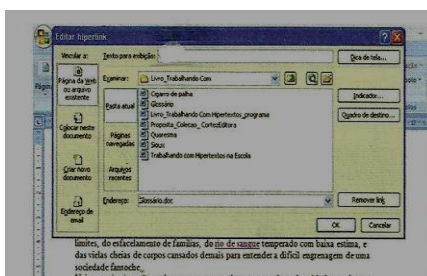 Editar hiperlink
Vincular a:
Texto para exibição:
Dica de tela...
Página da Web ou arquivo existente
Examinar:
Livro_Trabalhando Com
Pasta atual
Cigarro de palha
Glossário
Livro_Trabalhando Com Hipertextos_programa
Proposta_Colecao_ CortezEditora
Quaresma
Sioux
Trabalhando com Hipertextos na Escola
Indicador...
Quadro de destino...
Colocar neste documento
Páginas navegadas
Criar novo documento
Arquivos recentes
Endereço de email
Endereço:
Glossário.doc
Remover link
OK
Cancelar
limites, do esfacelamento de famílias, do rio de sangue temperado com baixa estima, e
das vielas cheias de corpos cansados demais para entender a difícil engrenagem de uma
sociedade fantoche.